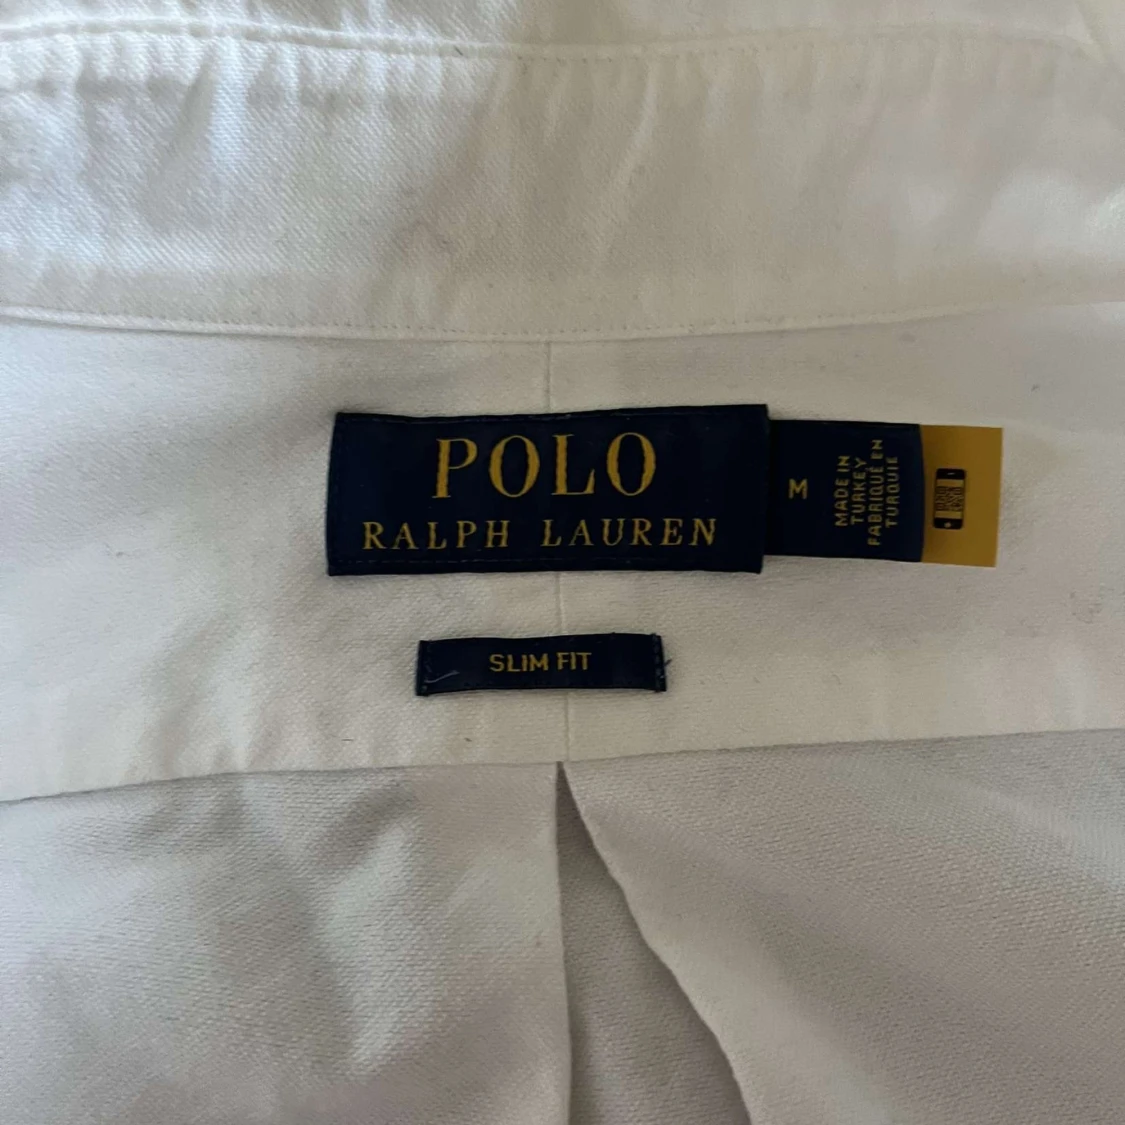 POLO
RALPH LAUREN
M
MADE IN
TURKEY
FABRIQUÉ EN
TURQUIE
SLIM FIT